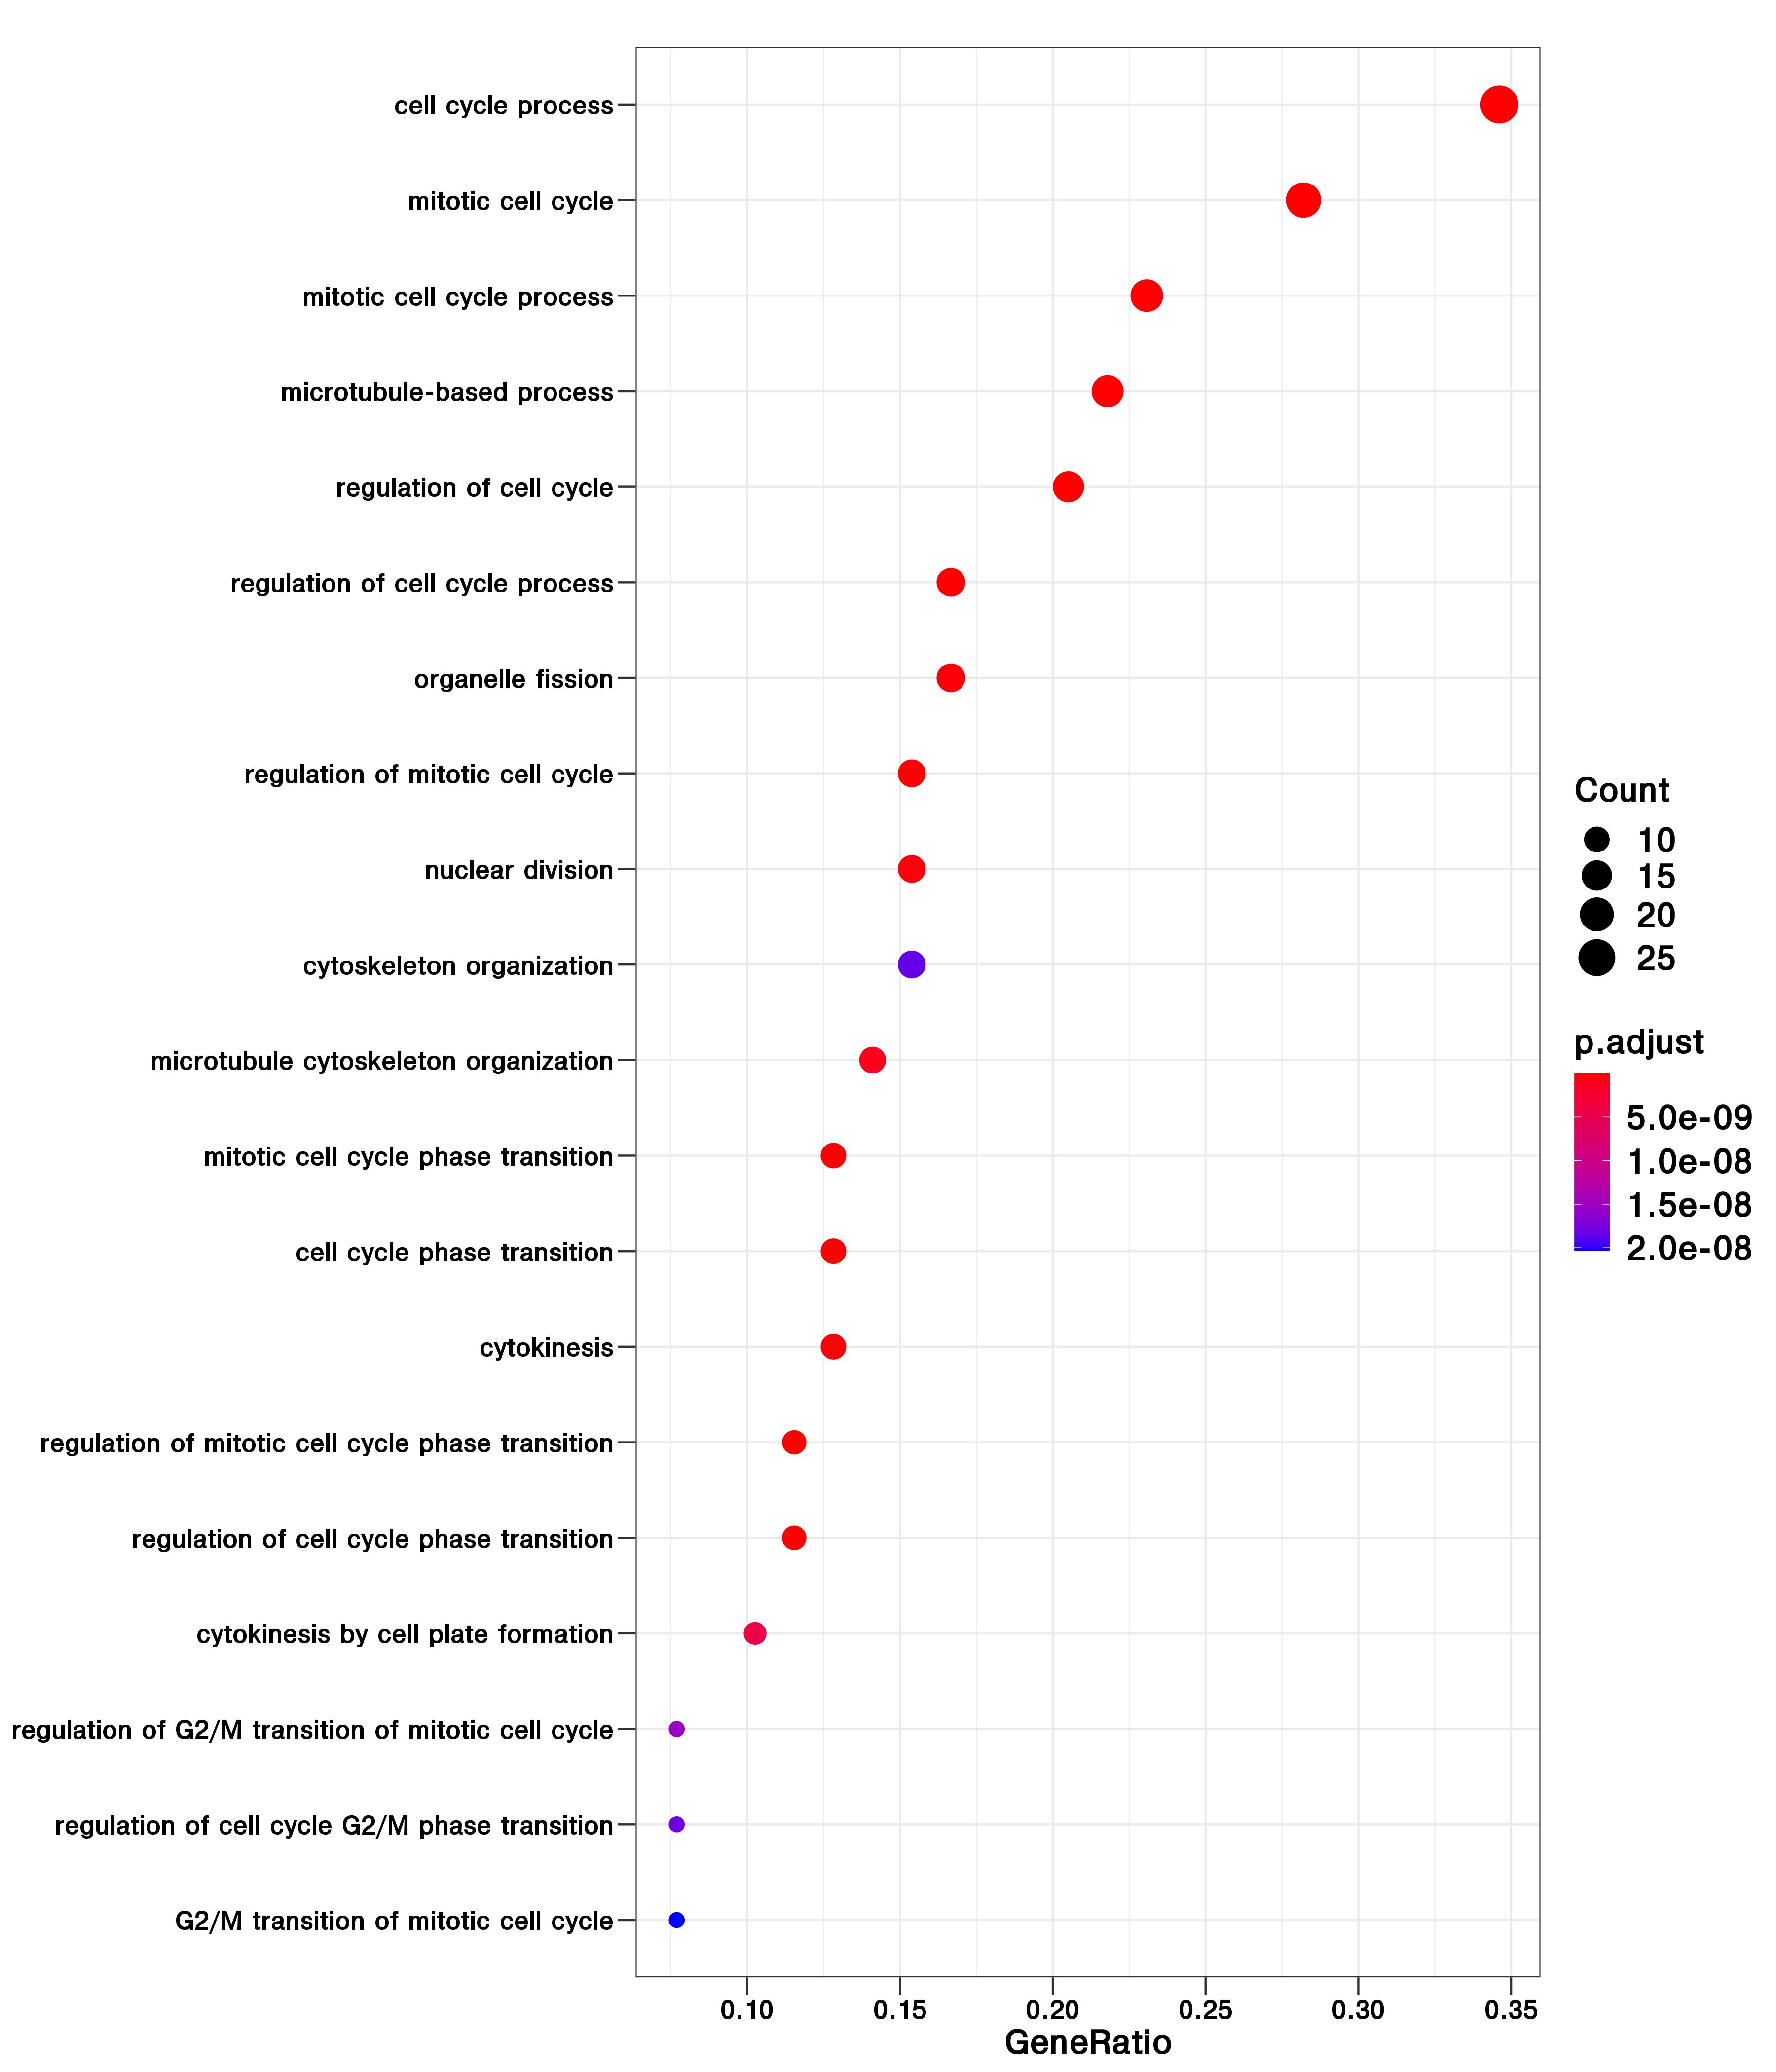 cell cycle process
mitotic cell cycle
mitotic cell cycle process
microtubule-based process
regulation of cell cycle
regulation of cell cycle process
organelle fission
regulation of mitotic cell cycle
nuclear division
cytoskeleton organization
microtubule cytoskeleton organization
mitotic cell cycle phase transition
cell cycle phase transition
cytokinesis
regulation of mitotic cell cycle phase transition
regulation of cell cycle phase transition
cytokinesis by cell plate formation
regulation of G2/M transition of mitotic cell cycle
regulation of cell cycle G2/M phase transition
G2/M transition of mitotic cell cycle
0.10 0.15 0.20 0.25 0.30 0.35
GeneRatio
Count
10
15
20
25
p.adjust
5.0e-09
1.0e-08
1.5e-08
2.0e-08